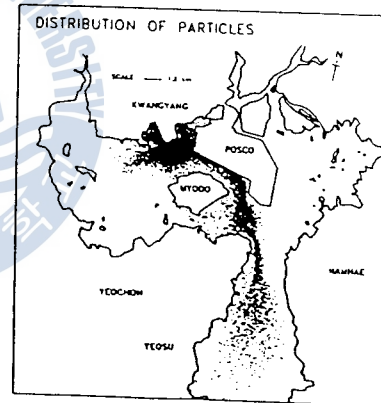 DISTRIBUTION OF PARTICLES
N
SCALE
KWANGYANG
POSCO
MYODO
NAMHAE
YEOCHON
YEOSU